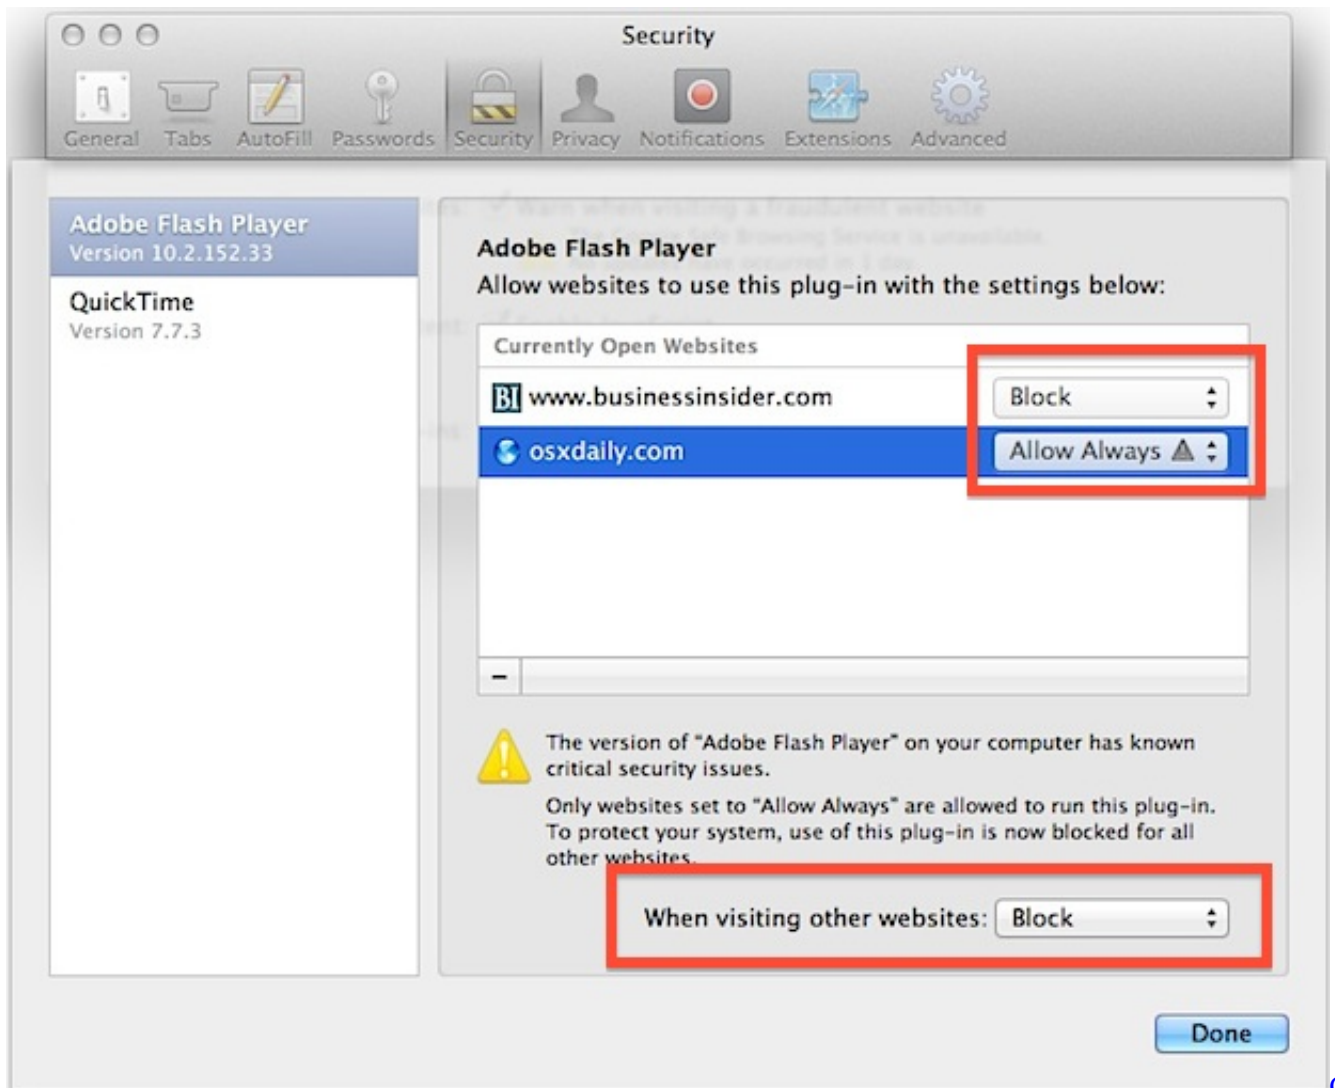 Security
General Tabs AutoFill Passwords Security Privacy Notifications Extensions Advanced
Adobe Flash Player
Version 10.2.152.33
QuickTime
Version 7.7.3
Warn when visiting a fraudulent website
Adobe Flash Player
Allow websites to use this plug-in with the settings below:
Currently Open Websites
BI www.businessinsider.com Block
osxdaily.com Allow Always
The version of "Adobe Flash Player" on your computer has known
critical security issues.
Only websites set to "Allow Always" are allowed to run this plug-in.
To protect your system, use of this plug-in is now blocked for all
other websites.
When visiting other websites: Block
Done